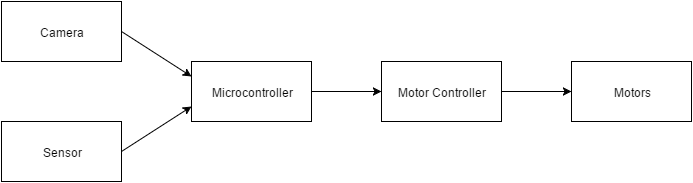 Camera
Sensor
Microcontroller
Motor Controller
Motors